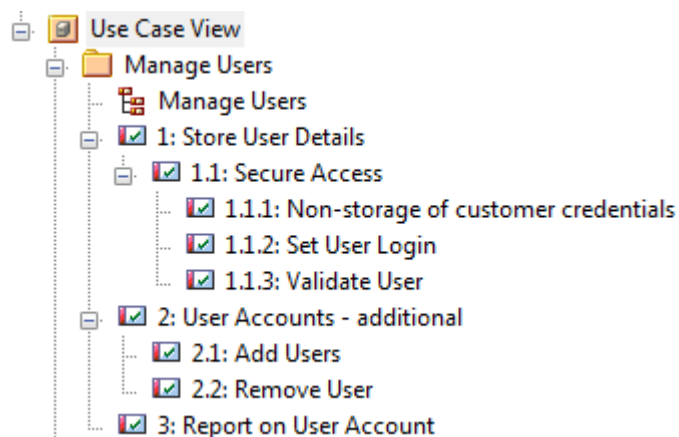 Use Case View
Manage Users
Manage Users
1: Store User Details
1.1: Secure Access
1.1.1: Non-storage of customer credentials
1.1.2: Set User Login
1.1.3: Validate User
2: User Accounts - additional
2.1: Add Users
2.2: Remove User
3: Report on User Account